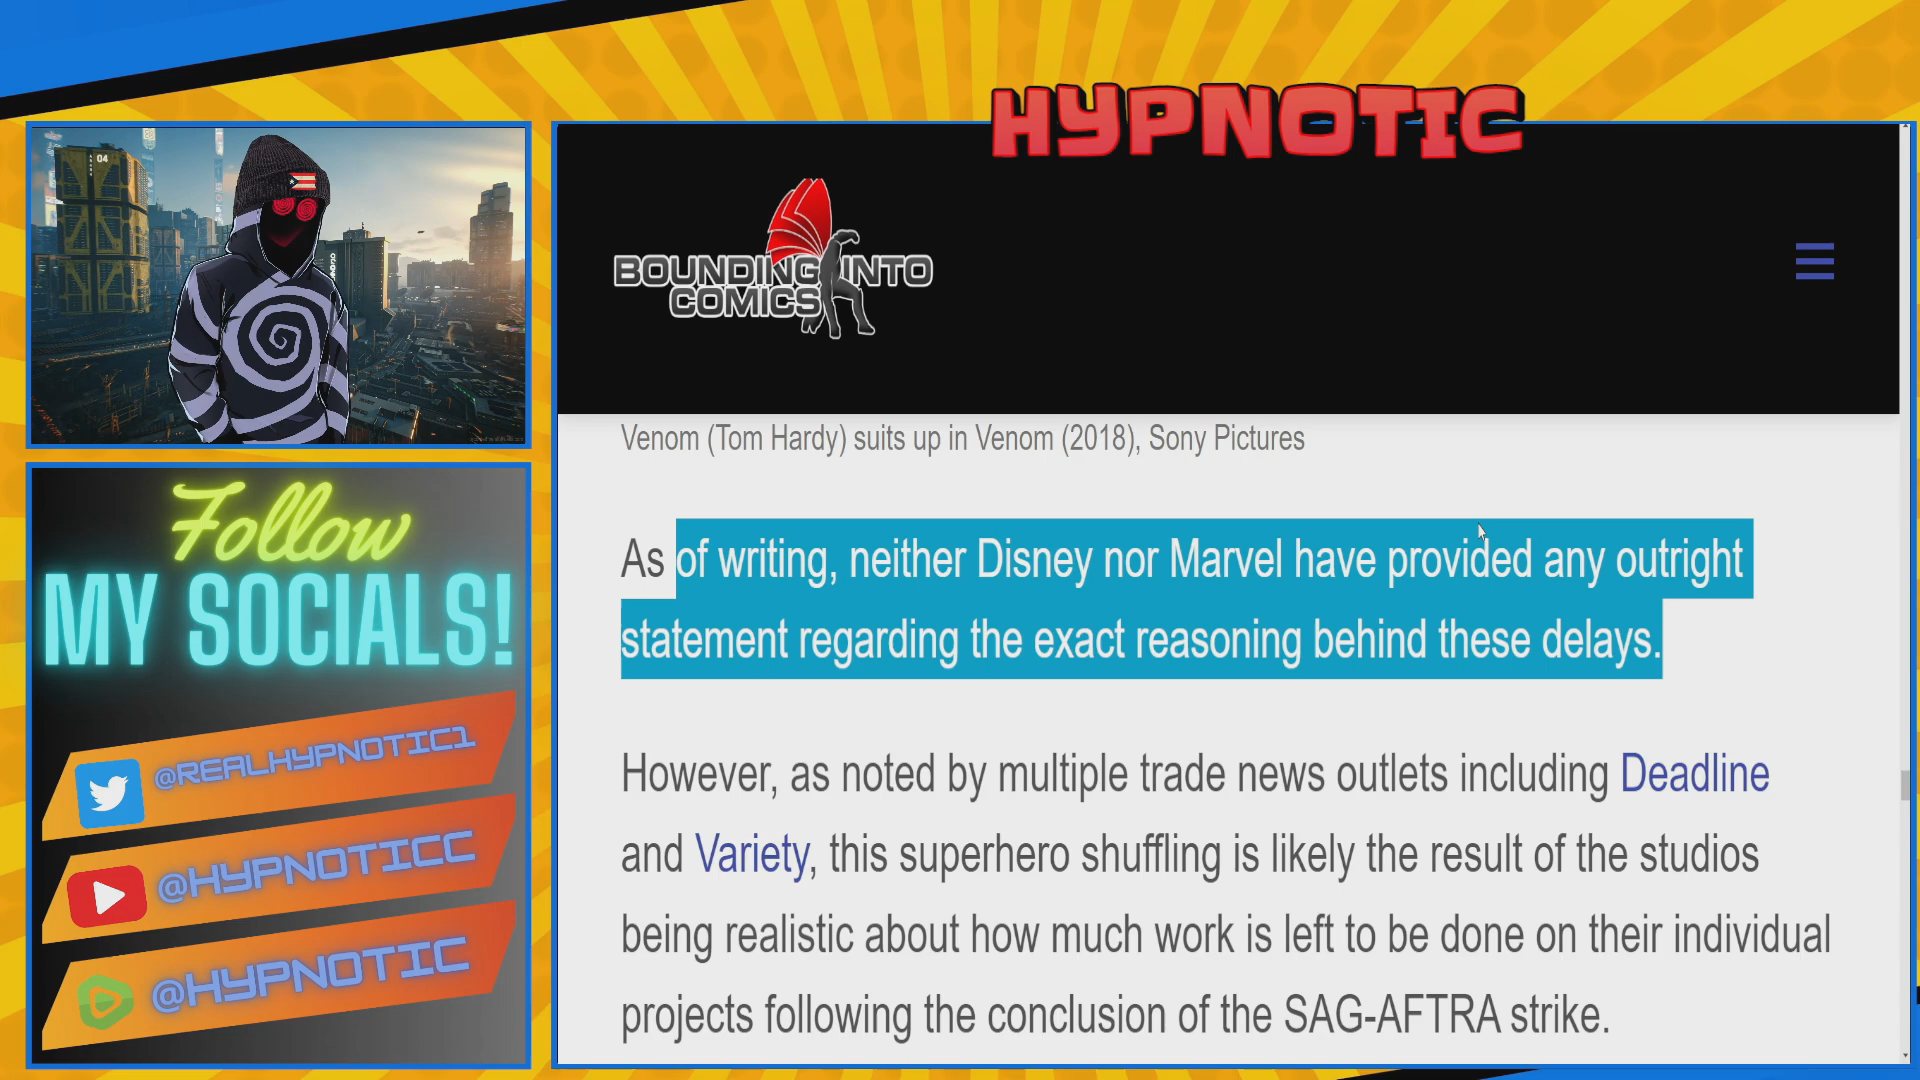 HYPNOTIC
04
BOUNDING INTO
COMICS
Venom (Tom Hardy) suits up in Venom (2018), Sony Pictures
As of writing, neither Disney nor Marvel have provided any outright
statement regarding the exact reasoning behind these delays.
However, as noted by multiple trade news outlets including Deadline
and Variety, this superhero shuffling is likely the result of the studios
being realistic about how much work is left to be done on their individual
projects following the conclusion of the SAG-AFTRA strike.
Follow
MY SOCIALS!
@REALHYPNOTIC1
@HYPNOTICC
@HYPNOTIC